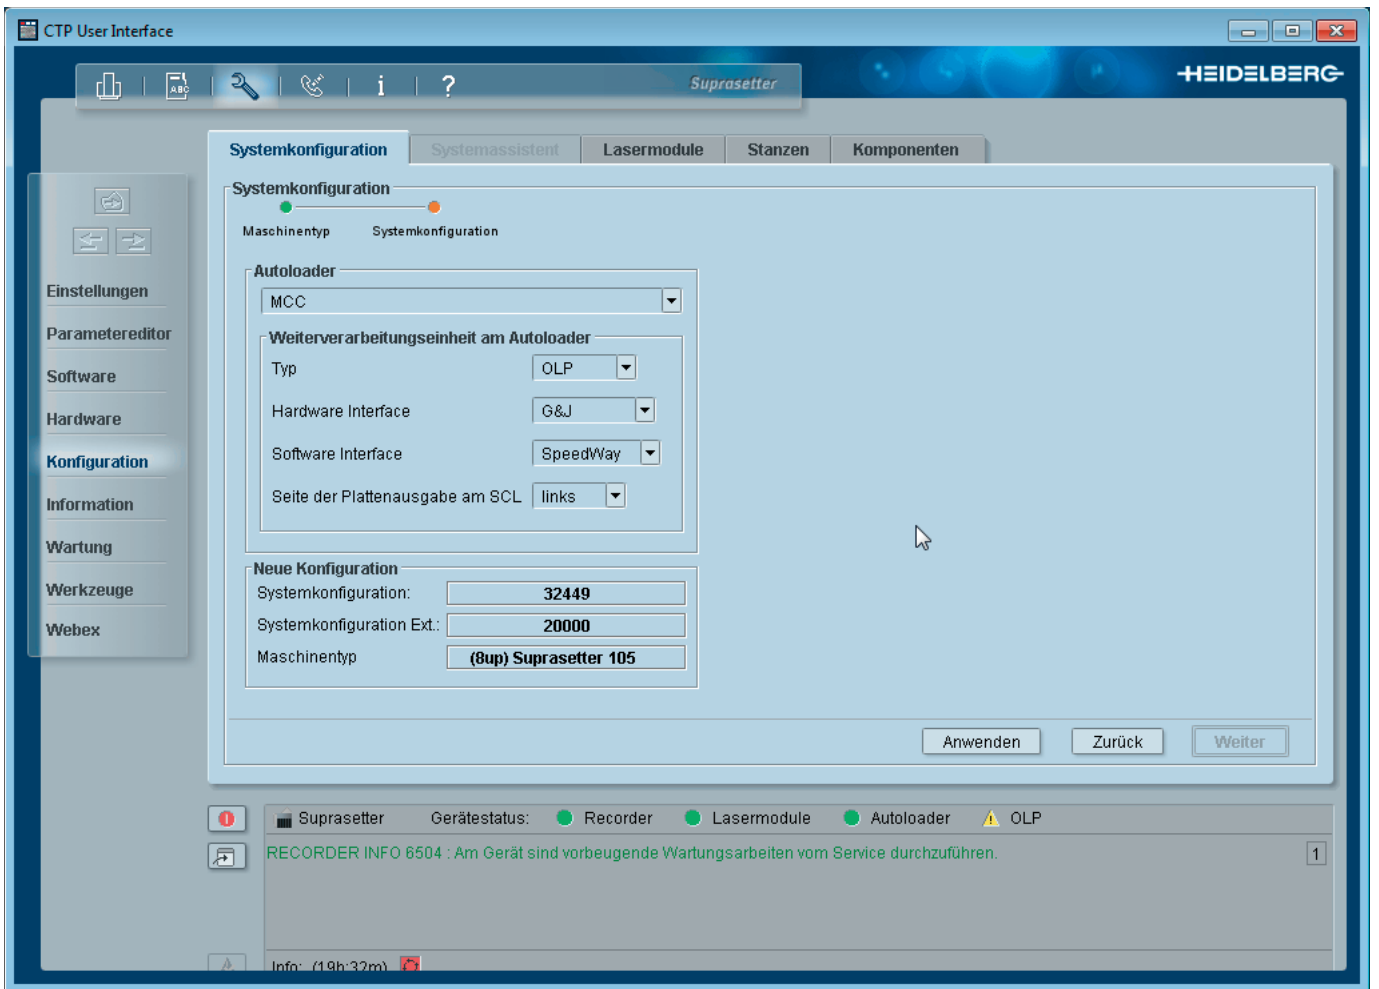 CTP User Interface
HEIDELBERG
ABC
i
?
Suprasetter
Systemkonfiguration
Systemassistent
Lasermodule
Stanzen
Komponenten
Einstellungen
Parametereditor
Software
Hardware
Konfiguration
Information
Wartung
Werkzeuge
Webex
Systemkonfiguration
Maschinentyp
Systemkonfiguration
Autoloader
MCC
Weiterverarbeitungseinheit am Autoloader
Typ OLP
Hardware Interface G&J
Software Interface SpeedWay
Seite der Plattenausgabe am SCL links
Neue Konfiguration
Systemkonfiguration: 32449
Systemkonfiguration Ext.: 20000
Maschinentyp (8up) Suprasetter 105
Anwenden
Zurück
Weiter
Suprasetter Gerätestatus: Recorder Lasermodule Autoloader OLP
RECORDER INFO 6504 : Am Gerät sind vorbeugende Wartungsarbeiten vom Service durchzuführen. 1
Info: (19h:32m)